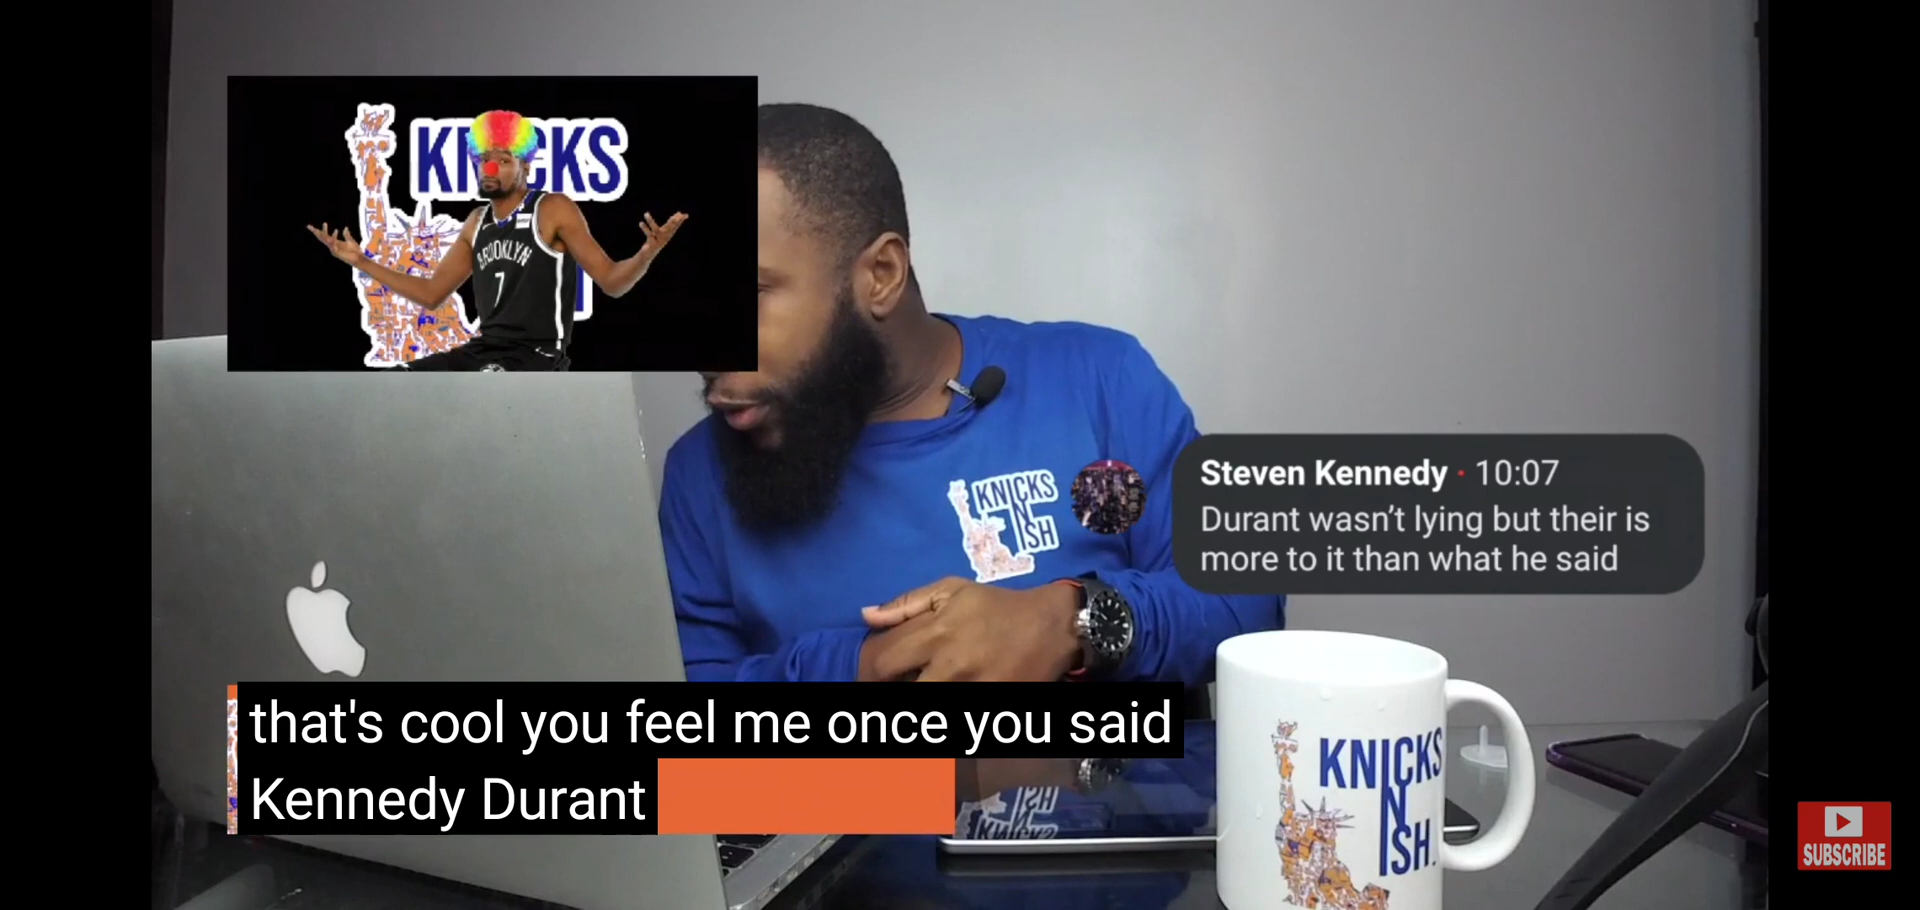 KNICKS
BROOKLYN
7
KNICKS
N
ISH
Steven Kennedy · 10:07
Durant wasn't lying but their is
more to it than what he said
that's cool you feel me once you said
Kennedy Durant
KNICKS
N
ISH.
SUBSCRIBE